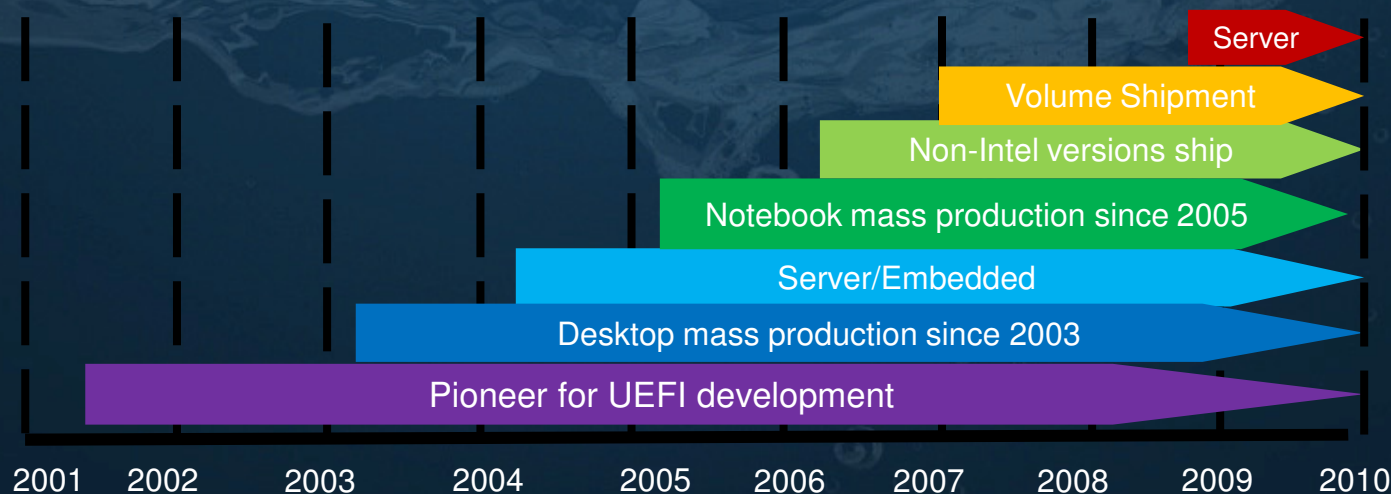 Server
Volume Shipment
Non-Intel versions ship
Notebook mass production since 2005
Server/Embedded
Desktop mass production since 2003
Pioneer for UEFI development
2001 2002 2003 2004 2005 2006 2007 2008 2009 2010